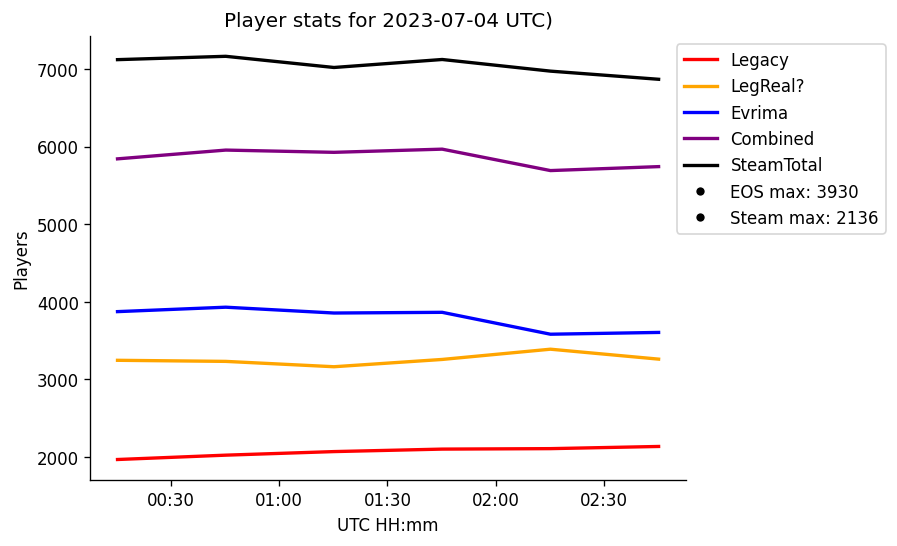 Player stats for 2023-07-04 UTC)
7000
6000
5000
4000
3000
2000
Players
00:30 01:00 01:30 02:00 02:30
UTC HH:mm
Legacy
LegReal?
Evrima
Combined
SteamTotal
EOS max: 3930
Steam max: 2136